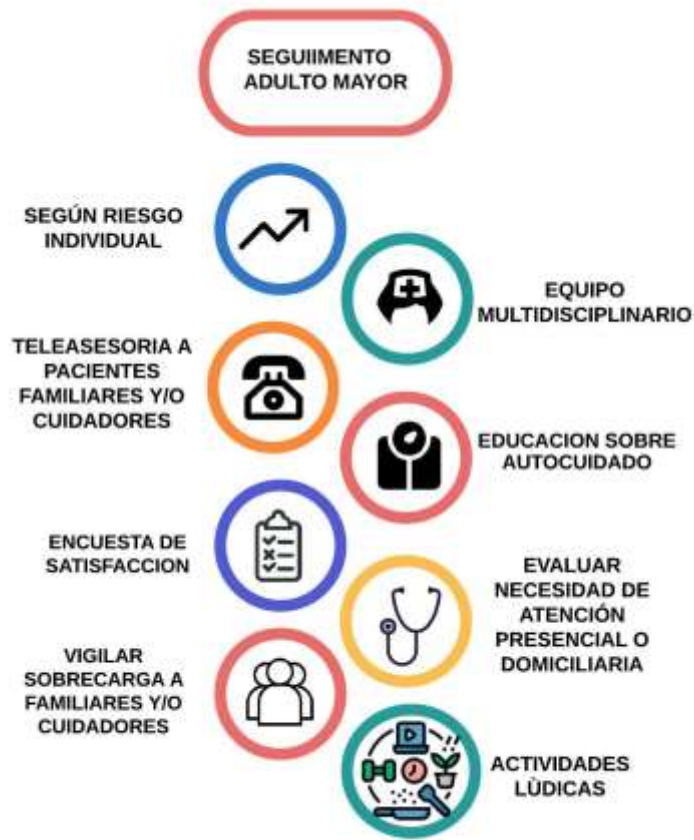 SEGUIIMENTO
ADULTO MAYOR
SEGÚN RIESGO
INDIVIDUAL
EQUIPO
MULTIDISCIPLINARIO
TELEASESORIA A
PACIENTES
FAMILIARES Y/O
CUIDADORES
EDUCACION SOBRE
AUTOCUIDADO
ENCUESTA DE
SATISFACCION
EVALUAR
NECESIDAD DE
ATENCIÓN
PRESENCIAL O
DOMICILIARIA
VIGILAR
SOBRECARGA A
FAMILIARES Y/O
CUIDADORES
ACTIVIDADES
LÙDICAS